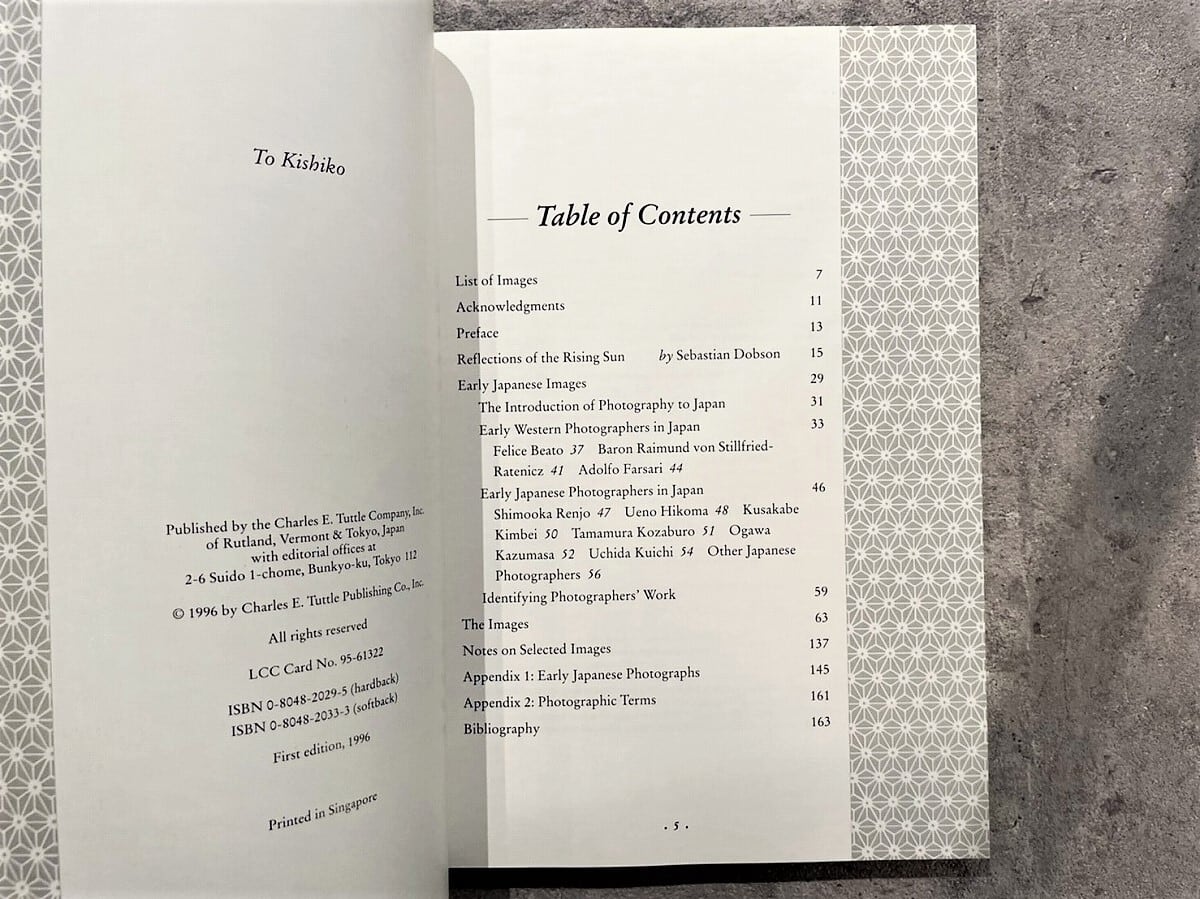 To Kishiko
Published by the Charles E. Tuttle Company, Inc.
of Rutland, Vermont & Tokyo, Japan
with editorial offices at
2-6 Suido 1-chome, Bunkyo-ku, Tokyo 112
© 1996 by Charles E. Tuttle Publishing Co., Inc.
All rights reserved
LCC Card No. 95-61322
ISBN 0-8048-2029-5 (hardback)
ISBN 0-8048-2033-3 (softback)
First edition, 1996
Printed in Singapore
Table of Contents
List of Images 7
Acknowledgments 11
Preface 13
Reflections of the Rising Sun by Sebastian Dobson 15
Early Japanese Images 29
The Introduction of Photography to Japan 31
Early Western Photographers in Japan 33
Felice Beato 37 Baron Raimund von Stillfried-
Ratenicz 41 Adolfo Farsari 44
Early Japanese Photographers in Japan 46
Shimooka Renjo 47 Ueno Hikoma 48 Kusakabe
Kimbei 50 Tamamura Kozaburo 51 Ogawa
Kazumasa 52 Uchida Kuichi 54 Other Japanese
Photographers 56
Identifying Photographers' Work 59
The Images 63
Notes on Selected Images 137
Appendix 1: Early Japanese Photographs 145
Appendix 2: Photographic Terms 161
Bibliography 163
· 5 ·